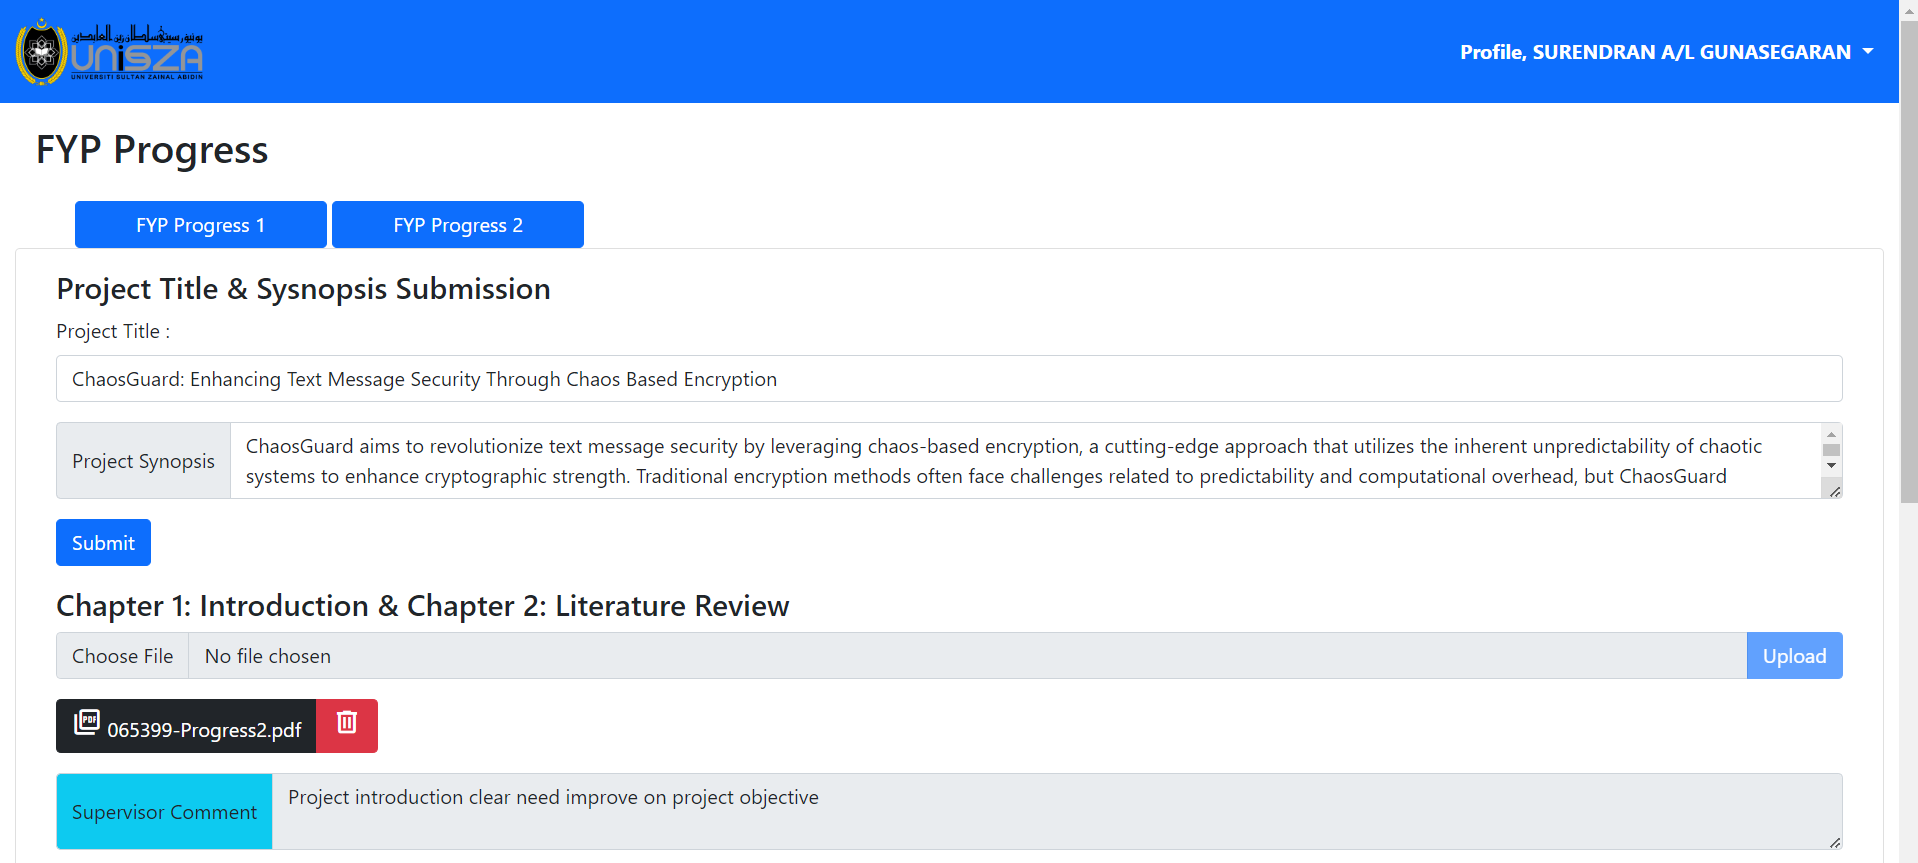 يونيۏرسيتي سلطان زين العابدين
UNISZA
UNIVERSITI SULTAN ZAINAL ABIDIN
Profile, SURENDRAN A/L GUNASEGARAN
FYP Progress
FYP Progress 1
FYP Progress 2
Project Title & Sysnopsis Submission
Project Title :
ChaosGuard: Enhancing Text Message Security Through Chaos Based Encryption
Project Synopsis
ChaosGuard aims to revolutionize text message security by leveraging chaos-based encryption, a cutting-edge approach that utilizes the inherent unpredictability of chaotic
systems to enhance cryptographic strength. Traditional encryption methods often face challenges related to predictability and computational overhead, but ChaosGuard
Submit
Chapter 1: Introduction & Chapter 2: Literature Review
Choose File
No file chosen
Upload
PDF
065399-Progress2.pdf
Supervisor Comment
Project introduction clear need improve on project objective